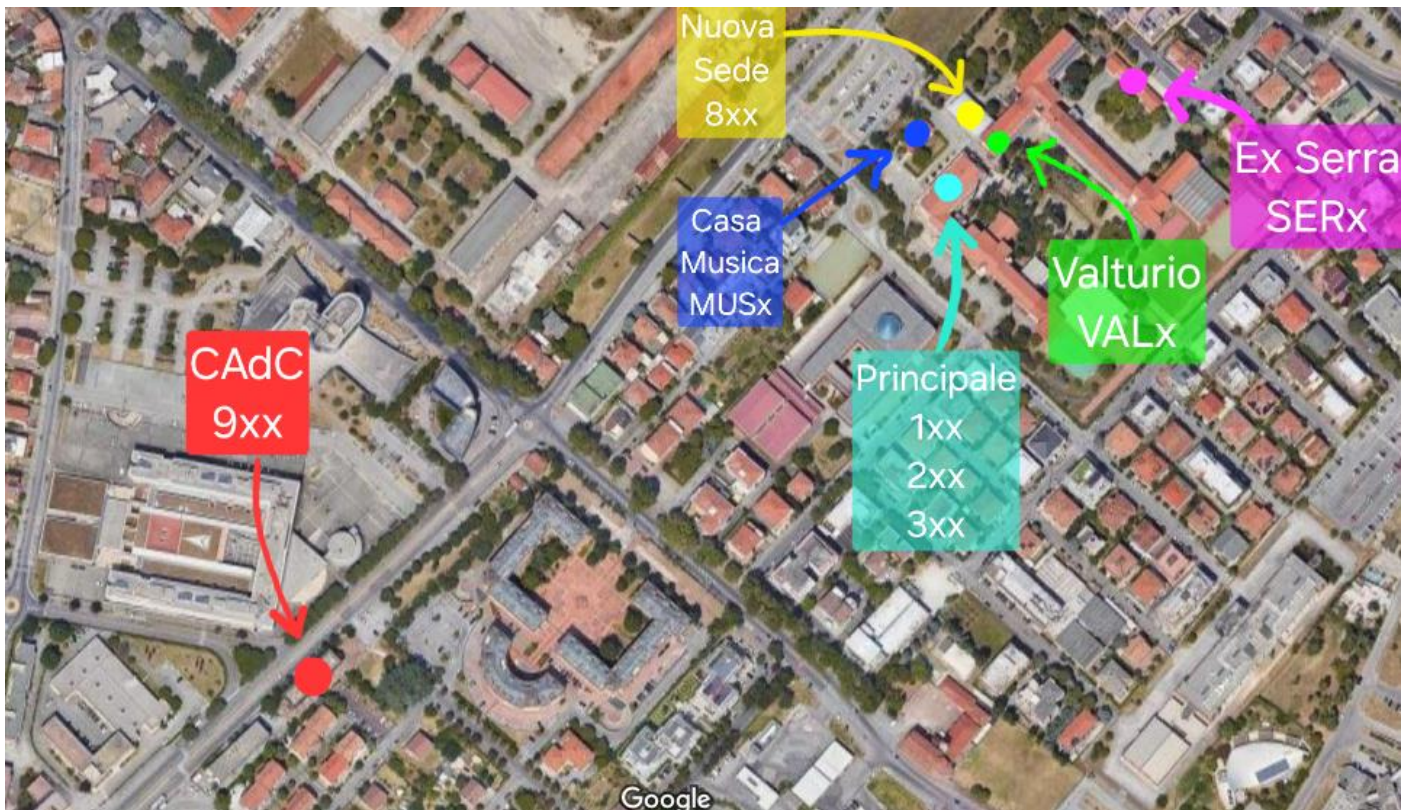 Nuova
Sede
8xx
Ex Serra
SERx
Casa
Musica
MUSx
Valturio
VALx
CAdC
9xx
Principale
1xx
2xx
3xx
Google